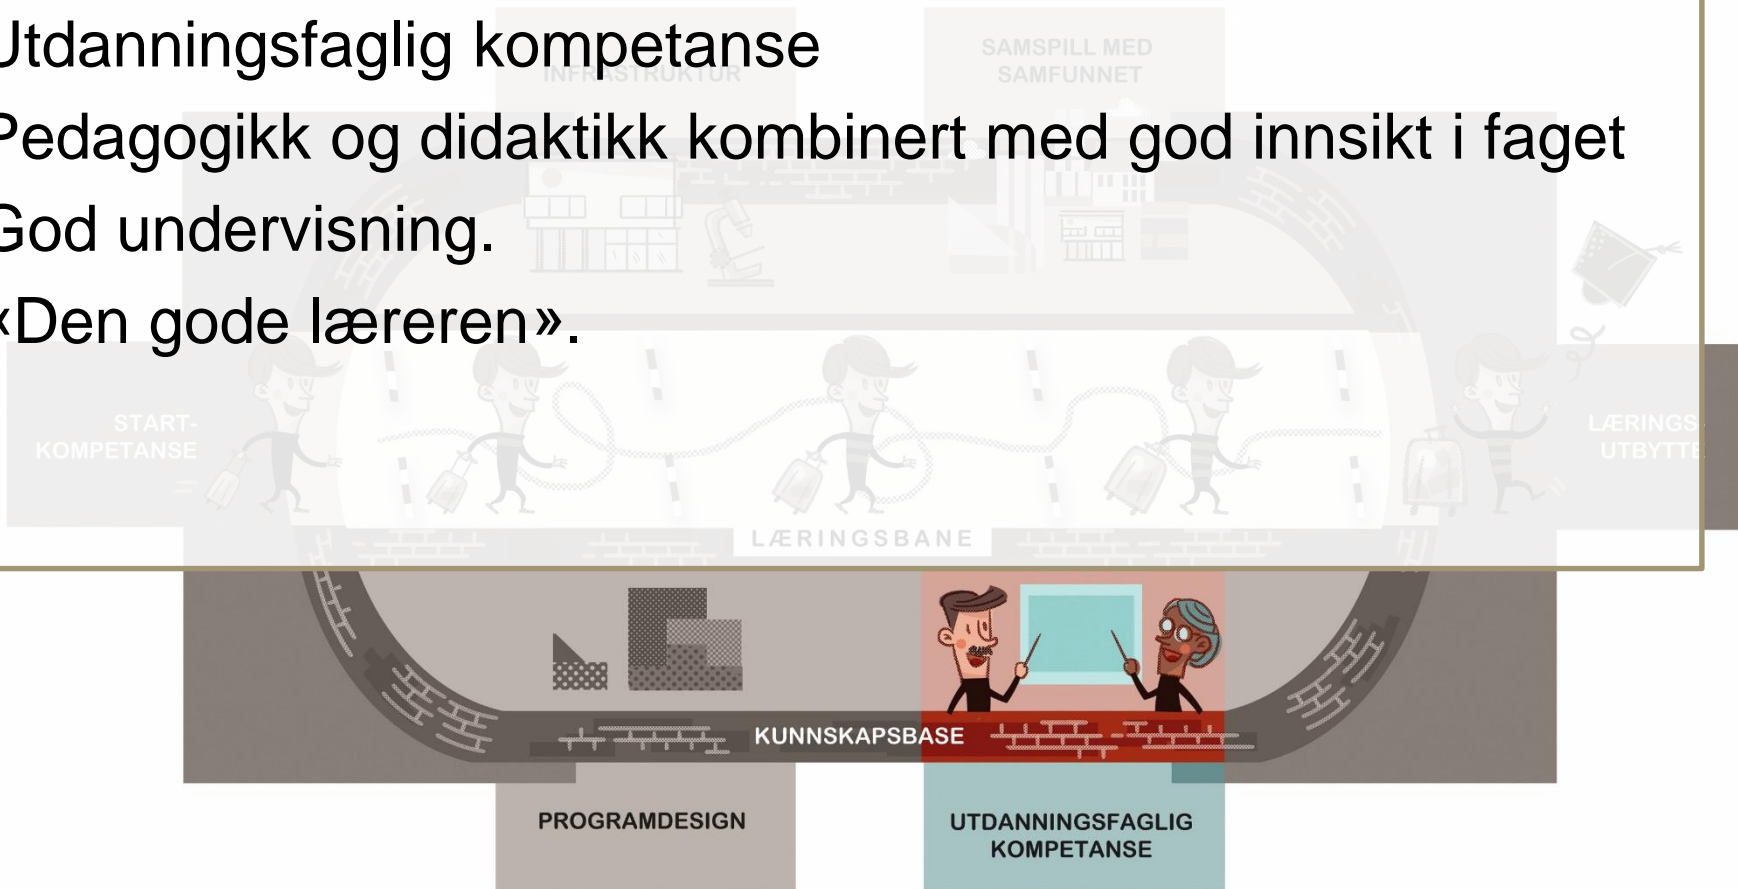 Utdanningsfaglig kompetanse
Pedagogikk og didaktikk kombinert med god innsikt i faget
God undervisning.
«Den gode læreren».
INFRASTRUKTUR
SAMSPILL MED
SAMFUNNET
START-
KOMPETANSE
LÆRINGS-
UTBYTTE
LÆRINGSBANE
KUNNSKAPSBASE
PROGRAMDESIGN
UTDANNINGSFAGLIG
KOMPETANSE